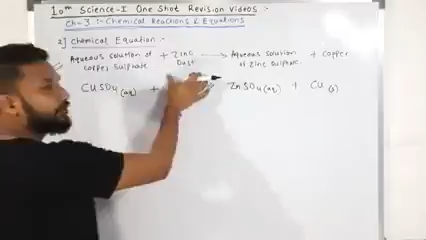 10th Science-I One Shot Revision Videos -
Ch-3 :- Chemical Reactions & Equations
2] Chemical Equation :-
Aqueous solution of + Zinc → Aqueous solution + Copper
Copper Sulphate Dust of Zinc Sulphate
CuSO4 (aq) + ZnSO4 (aq) + Cu (s)